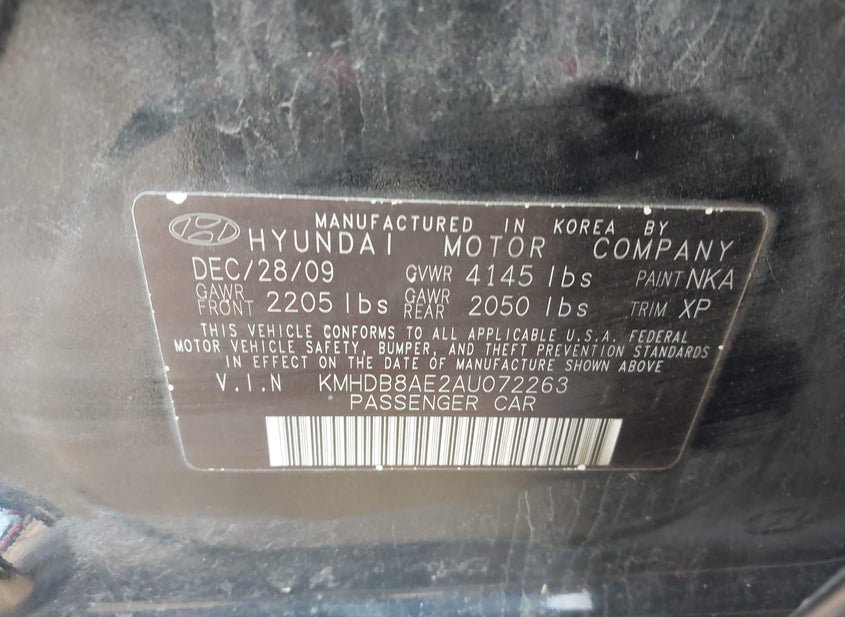 MANUFACTURED IN KOREA BY
HYUNDAI MOTOR COMPANY
DEC/28/09 GVWR 4145 lbs PAINT NKA
GAWR FRONT 2205 lbs GAWR REAR 2050 lbs TRIM XP
THIS VEHICLE CONFORMS TO ALL APPLICABLE U.S.A. FEDERAL
MOTOR VEHICLE SAFETY, BUMPER, AND THEFT PREVENTION STANDARDS
IN EFFECT ON THE DATE OF MANUFACTURE SHOWN ABOVE
V.I.N KMHDB8AE2AU072263
PASSENGER CAR